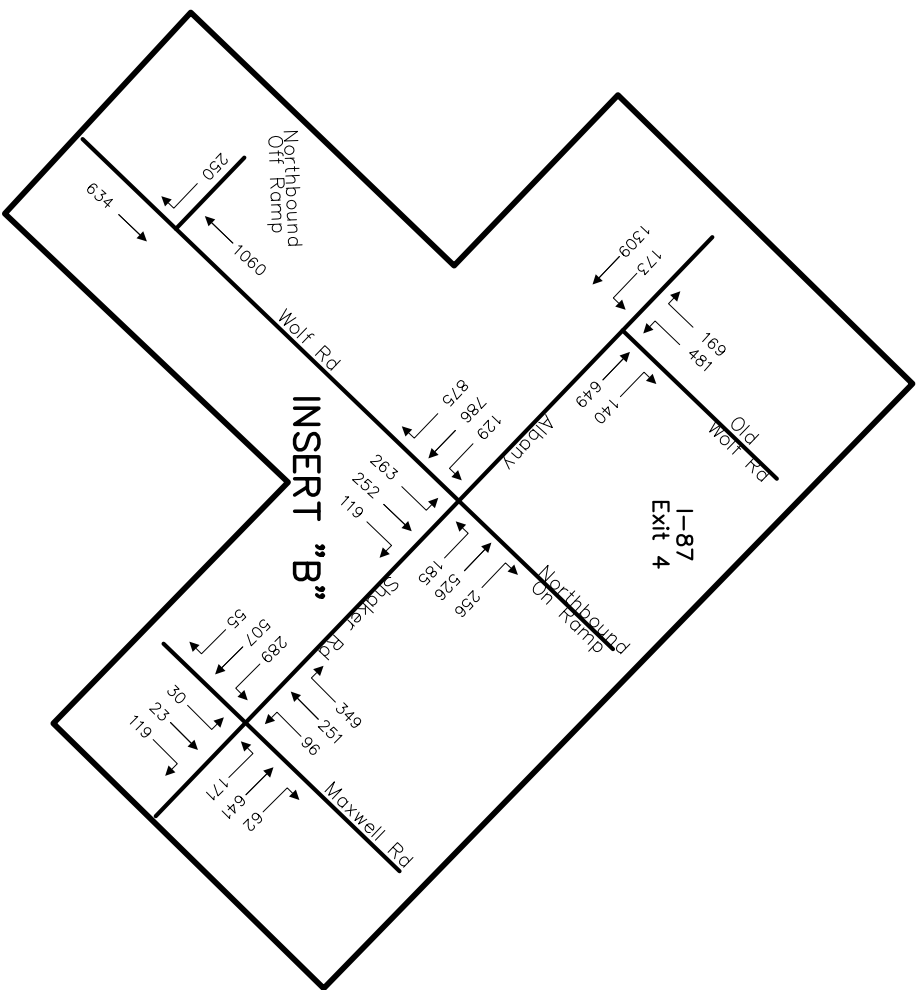 Northbound
Off Ramp
250
634
1060
Wolf Rd
1309
173
169
481
649
140
Old
Wolf Rd
Albany
I-87
Exit 4
875
786
129
263
252
119
185
526
256
Northbound
On Ramp
INSERT "B"
Shaker Rd
55
507
289
349
251
96
30
23
119
171
641
62
Maxwell Rd